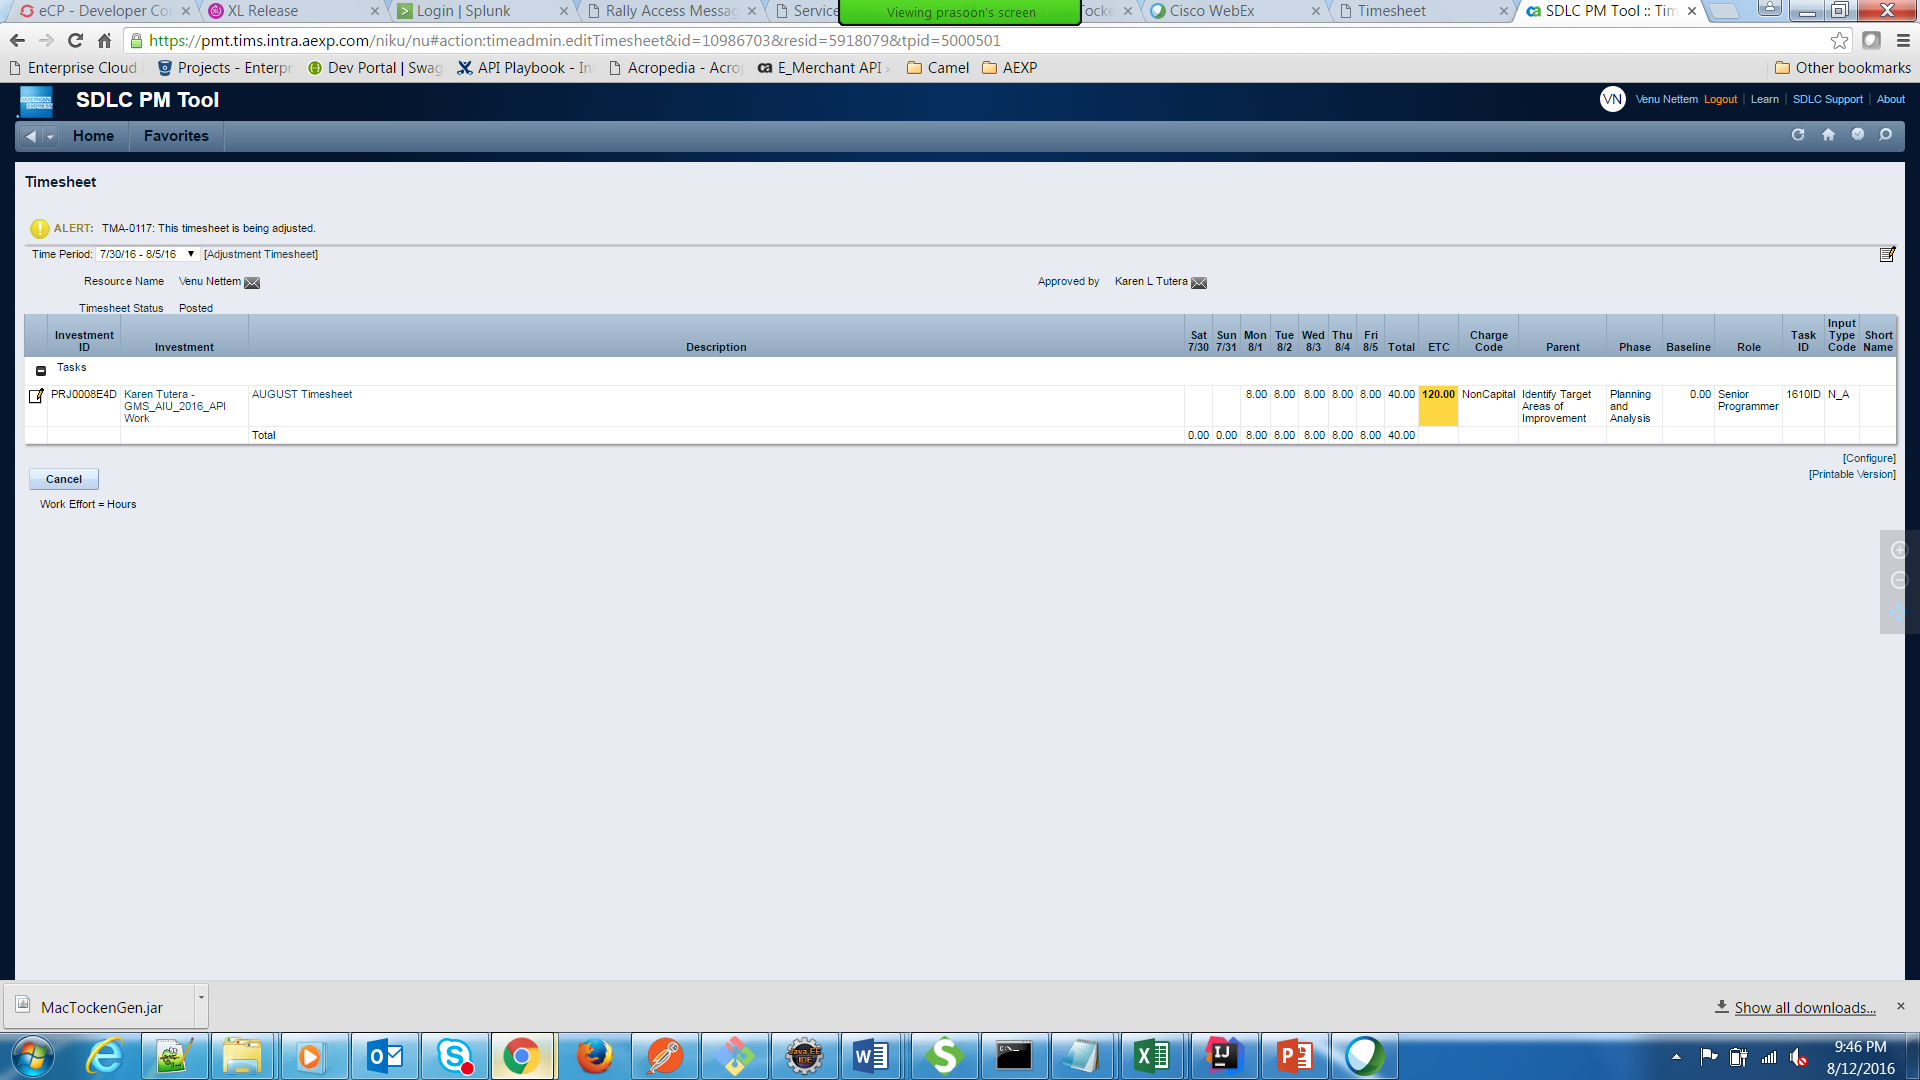 eCP - Developer Co
XL Release
Login | Splunk
Rally Access Messag
Service
Viewing prasoon's screen
ocke
Cisco WebEx
Timesheet
SDLC PM Tool :: Tim
https://pmt.tims.intra.aexp.com/niku/nu#action:timeadmin.editTimesheet&id=10986703&resid=5918079&tpid=5000501
Enterprise Cloud
Projects - Enterpr
Dev Portal | Swag
API Playbook - In
Acropedia - Acro
E_Merchant API
Camel
AEXP
Other bookmarks
SDLC PM Tool
VN Venu Nettem Logout | Learn | SDLC Support | About
Home Favorites
Timesheet
ALERT: TMA-0117: This timesheet is being adjusted.
Time Period: 7/30/16 - 8/5/16 [Adjustment Timesheet]
Resource Name Venu Nettem Approved by Karen L Tutera
Timesheet Status Posted
Investment ID Investment Description Sat 7/30 Sun 7/31 Mon 8/1 Tue 8/2 Wed 8/3 Thu 8/4 Fri 8/5 Total ETC Charge Code Parent Phase Baseline Role Task ID Input Type Code Short Name
Tasks
PRJ0008E4D Karen Tutera - GMS_AIU_2016_API Work AUGUST Timesheet 8.00 8.00 8.00 8.00 8.00 40.00 120.00 NonCapital Identify Target Areas of Improvement Planning and Analysis 0.00 Senior Programmer 1610ID N_A
Total 0.00 0.00 8.00 8.00 8.00 8.00 8.00 40.00
[Configure]
[Printable Version]
Cancel
Work Effort = Hours
MacTockenGen.jar
Show all downloads...
9:46 PM
8/12/2016